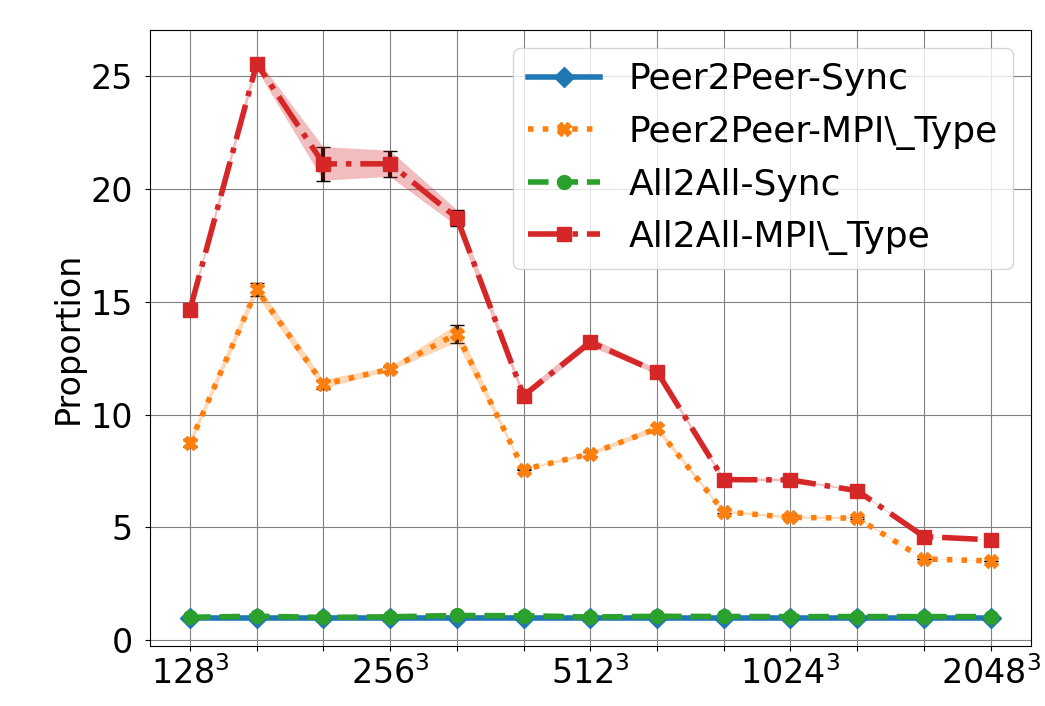 Proportion
25
20
15
10
5
0
128³
256³
512³
1024³
2048³
Peer2Peer-Sync
Peer2Peer-MPI\_Type
All2All-Sync
All2All-MPI\_Type